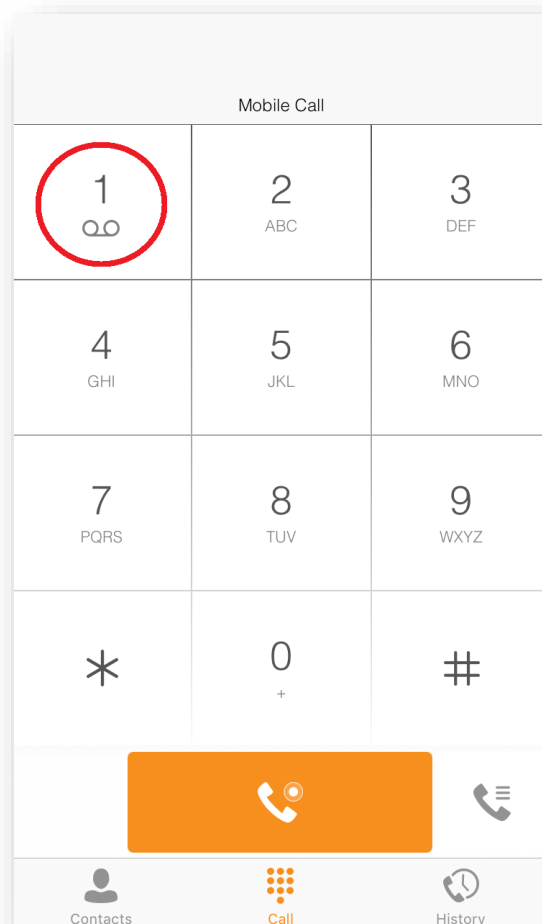 Mobile Call
1 2 3
ABC DEF
4 5 6
GHI JKL MNO
7 8 9
PQRS TUV WXYZ
* 0 #
+
Contacts Call History